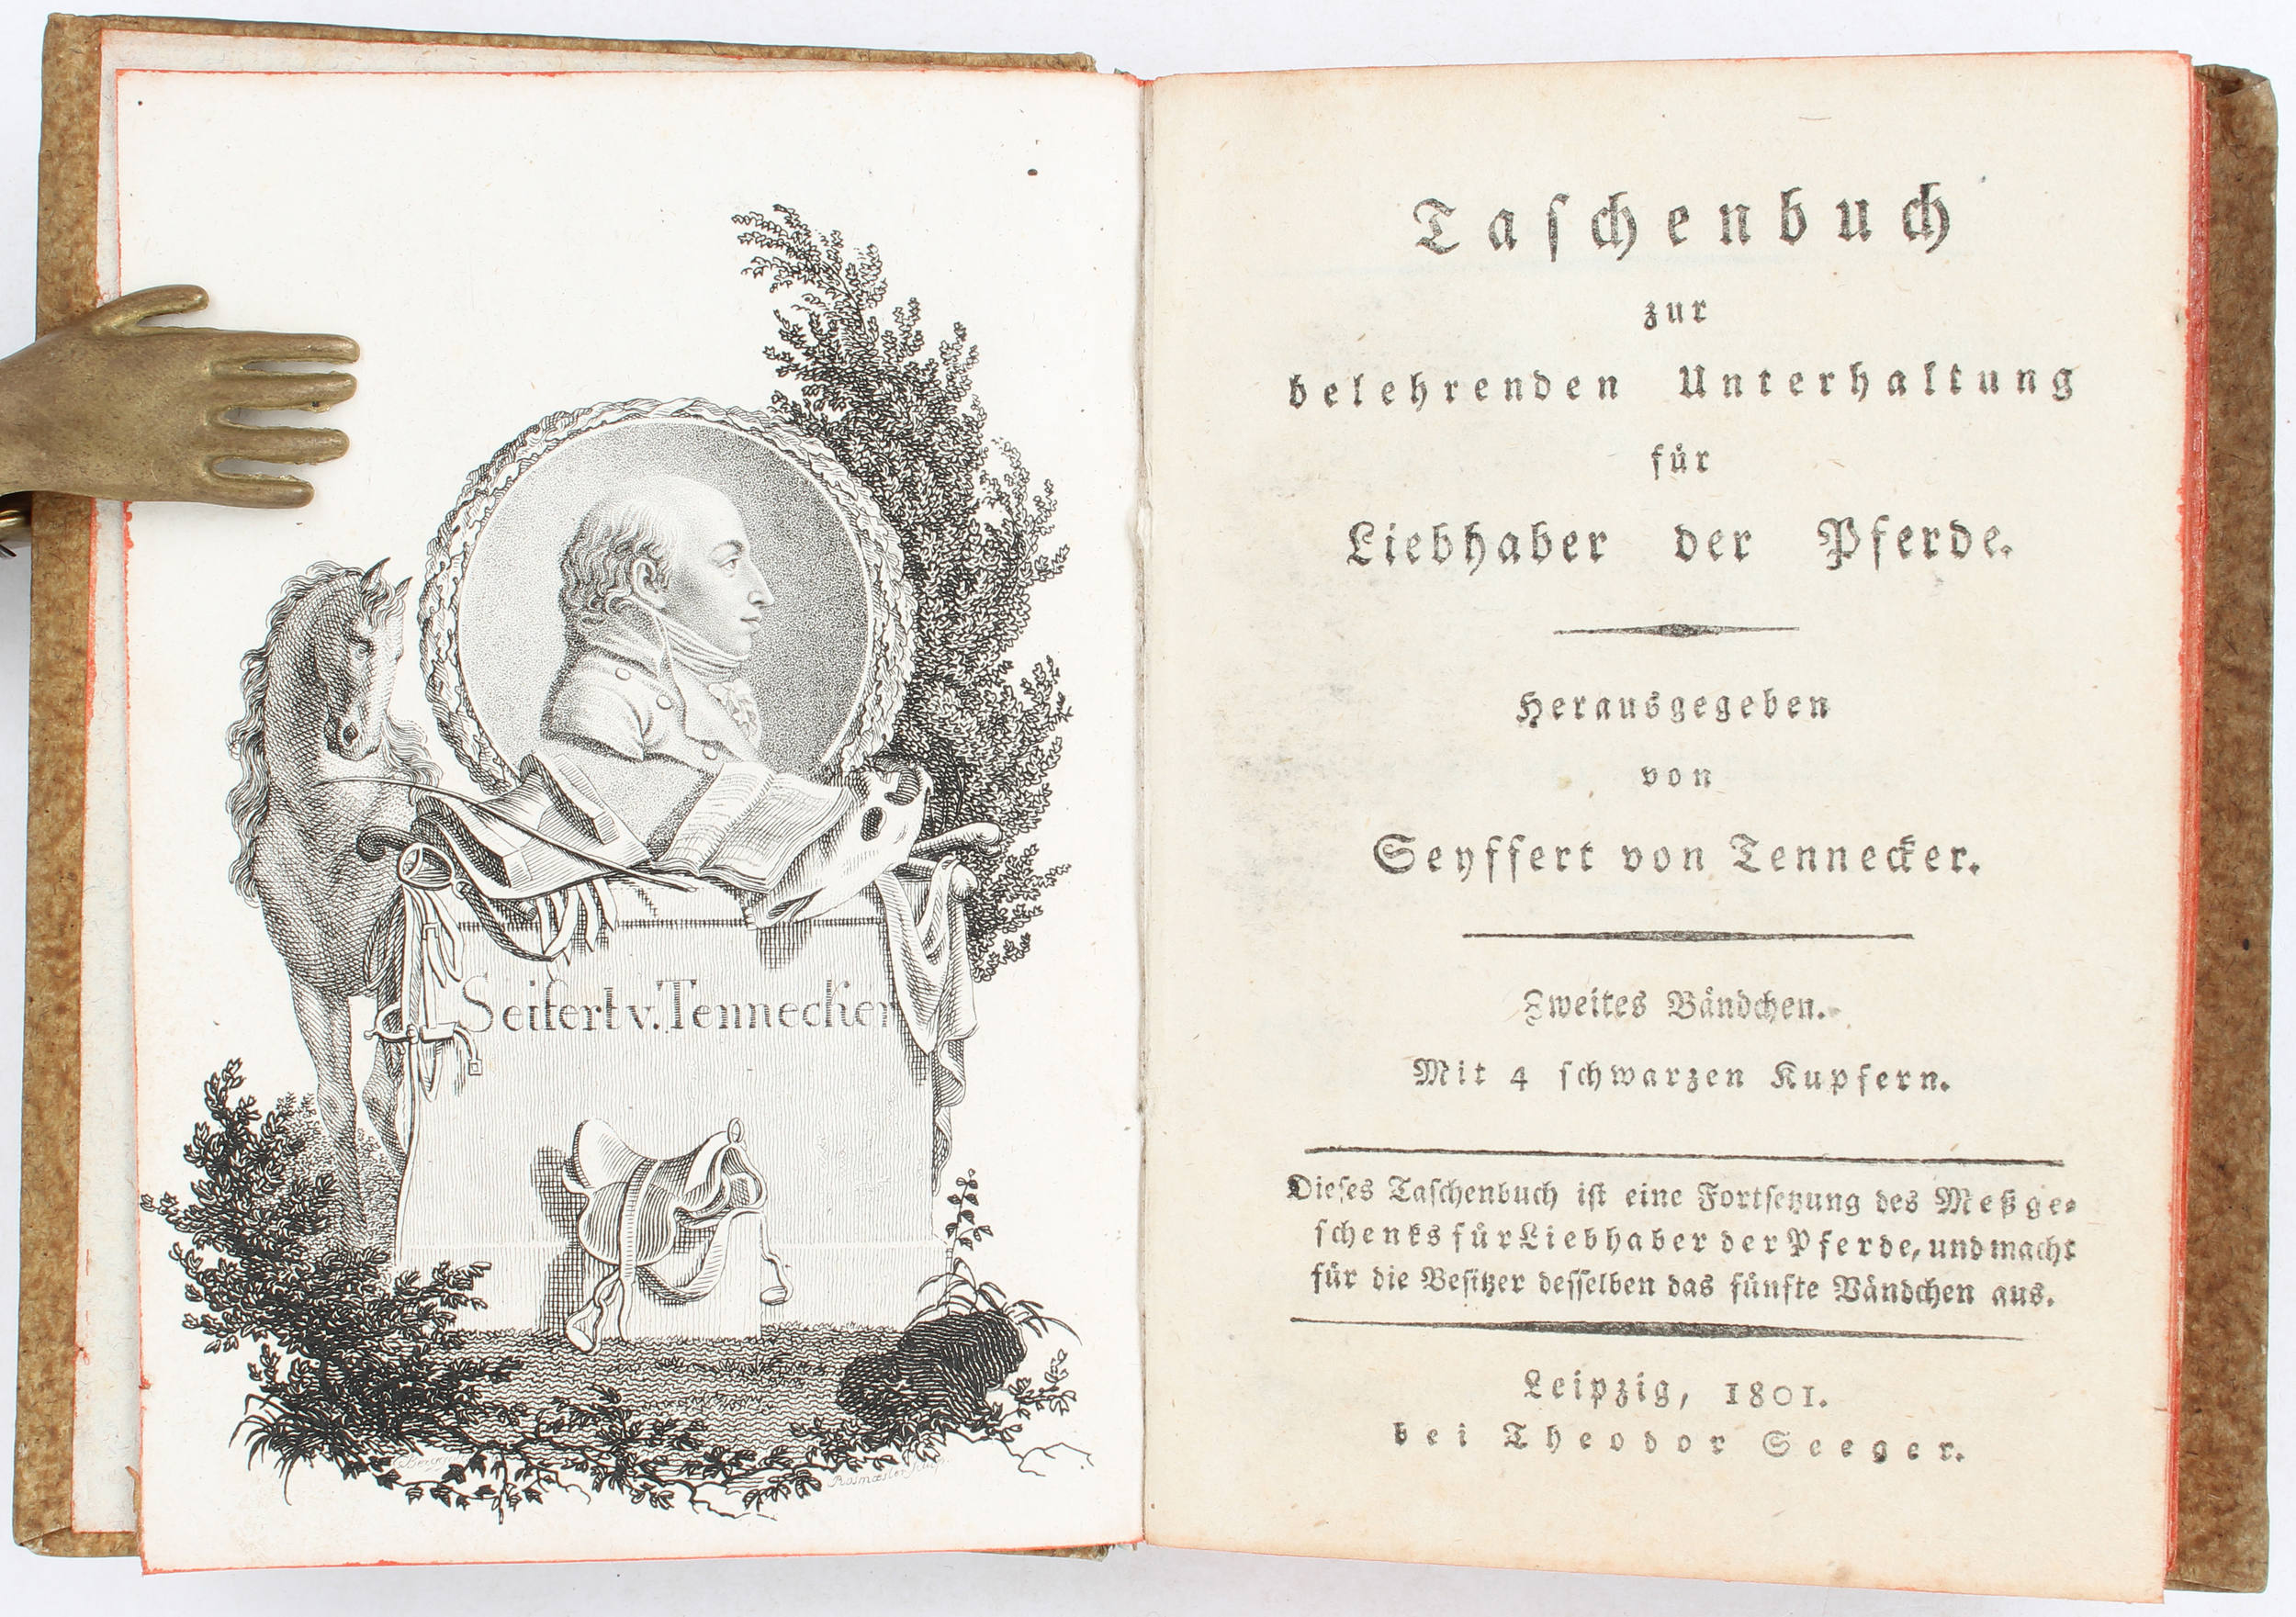 Seifert v. Tennecker
Taschenbuch
zur
belehrenden Unterhaltung
für
Liebhaber der Pferde.
Herausgegeben
von
Seyffert von Tennecker.
Zweites Bändchen.
Mit 4 schwarzen Kupfern.
Dieses Taschenbuch ist eine Fortsetzung des Meßge-
schenks für Liebhaber der Pferde, und macht
für die Besitzer desselben das fünfte Bändchen aus.
Leipzig, 1801.
bei Theodor Seeger.